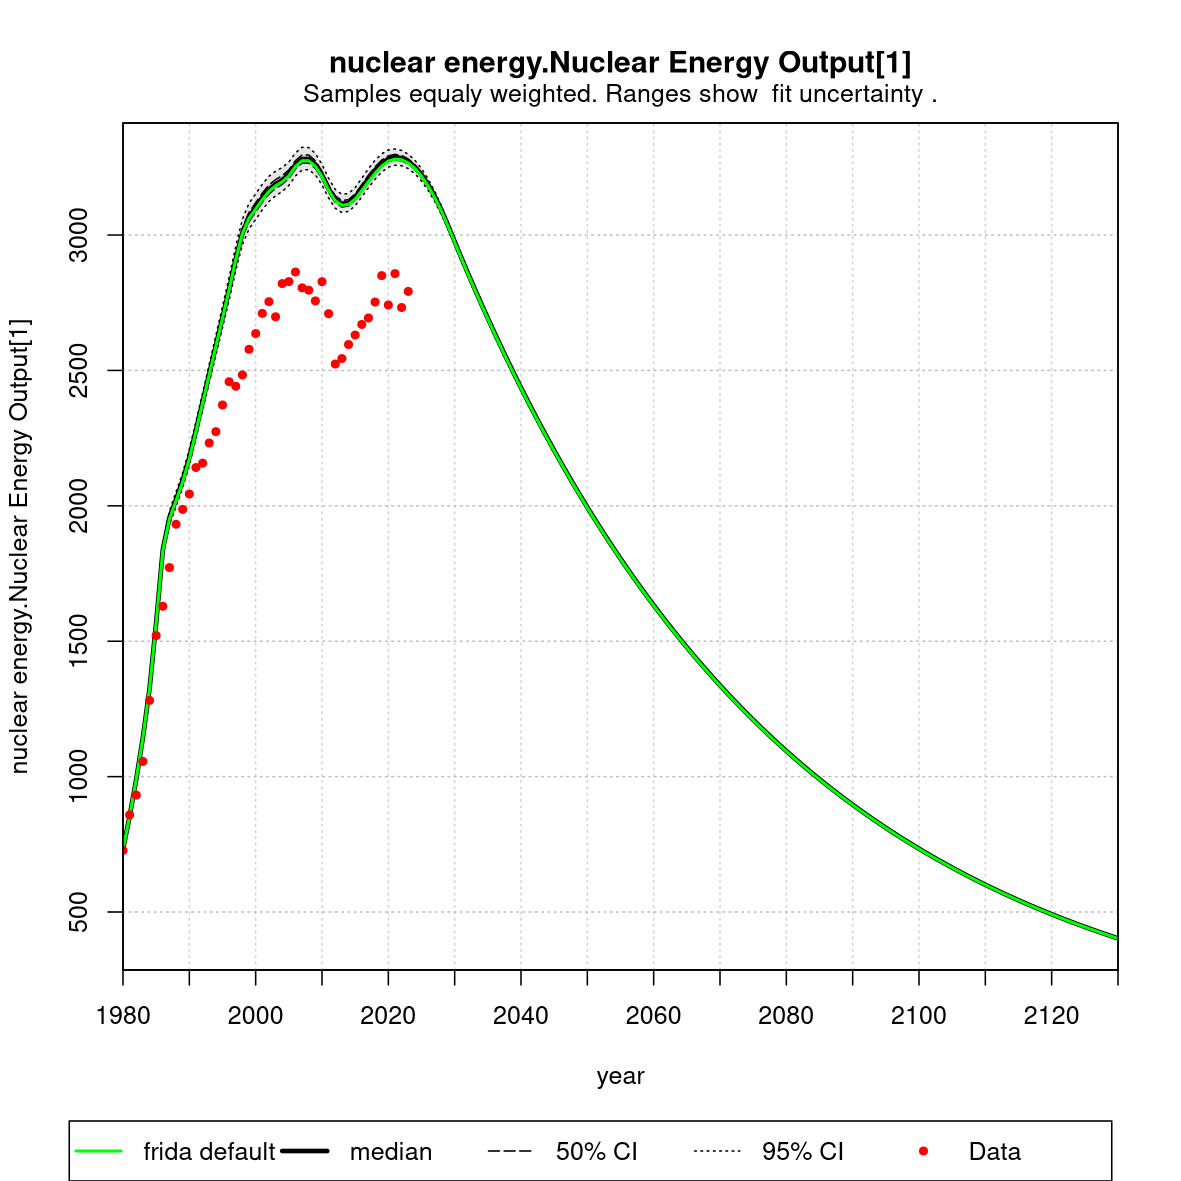 nuclear energy.Nuclear Energy Output[1]
Samples equaly weighted. Ranges show  fit uncertainty .
nuclear energy.Nuclear Energy Output[1]
3000
2500
2000
1500
1000
500
1980 2000 2020 2040 2060 2080 2100 2120
year
frida default median 50% CI 95% CI Data